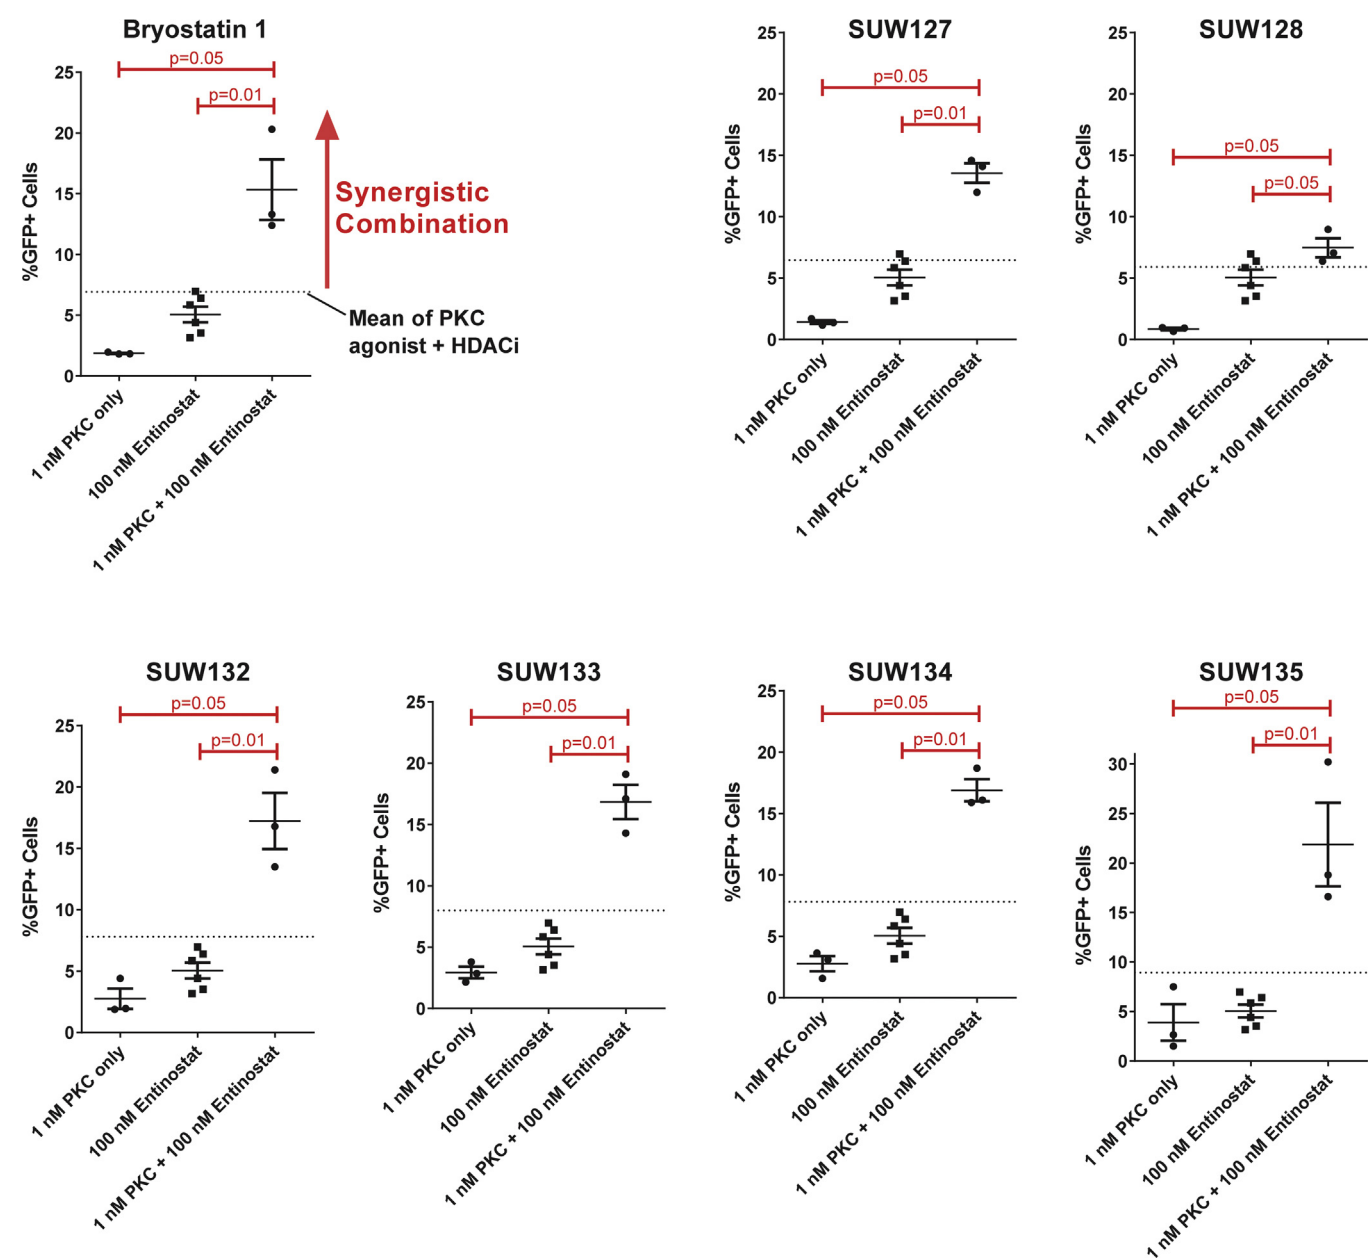 Bryostatin 1
p=0.05
p=0.01
25
20
15
10
5
0
%GFP+ Cells
Synergistic
Combination
Mean of PKC
agonist + HDACi
1 nM PKC only
100 nM Entinostat
1 nM PKC + 100 nM Entinostat
SUW127
p=0.05
p=0.01
25
20
15
10
5
0
%GFP+ Cells
1 nM PKC only
100 nM Entinostat
1 nM PKC + 100 nM Entinostat
SUW128
p=0.05
p=0.05
25
20
15
10
5
0
%GFP+ Cells
1 nM PKC only
100 nM Entinostat
1 nM PKC + 100 nM Entinostat
SUW132
p=0.05
p=0.01
25
20
15
10
5
0
%GFP+ Cells
1 nM PKC only
100 nM Entinostat
1 nM PKC + 100 nM Entinostat
SUW133
p=0.05
p=0.01
25
20
15
10
5
0
%GFP+ Cells
1 nM PKC only
100 nM Entinostat
1 nM PKC + 100 nM Entinostat
SUW134
p=0.05
p=0.01
25
20
15
10
5
0
%GFP+ Cells
1 nM PKC only
100 nM Entinostat
1 nM PKC + 100 nM Entinostat
SUW135
p=0.05
p=0.01
30
25
20
15
10
5
0
%GFP+ Cells
1 nM PKC only
100 nM Entinostat
1 nM PKC + 100 nM Entinostat